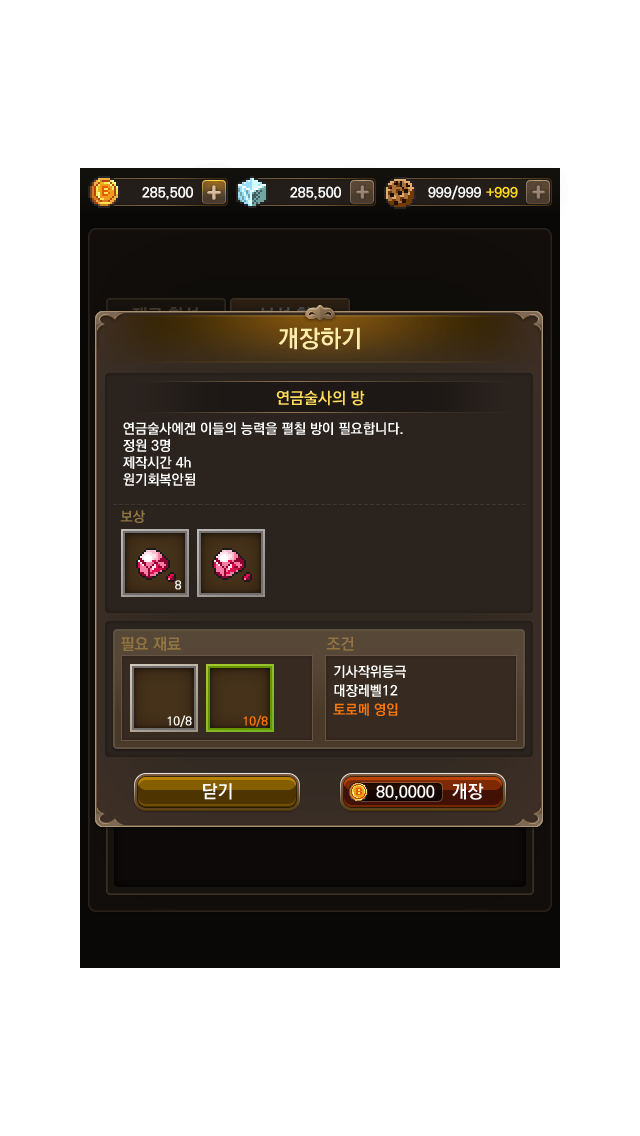 285,500
285,500
999/999 +999
개장하기
연금술사의 방
연금술사에겐 이들의 능력을 펼칠 방이 필요합니다.
정원 3명
제작시간 4h
원기회복안됨
보상
8
필요 재료
조건
10/8
10/8
기사작위등극
대장레벨12
토로메 영입
닫기
80,0000 개장